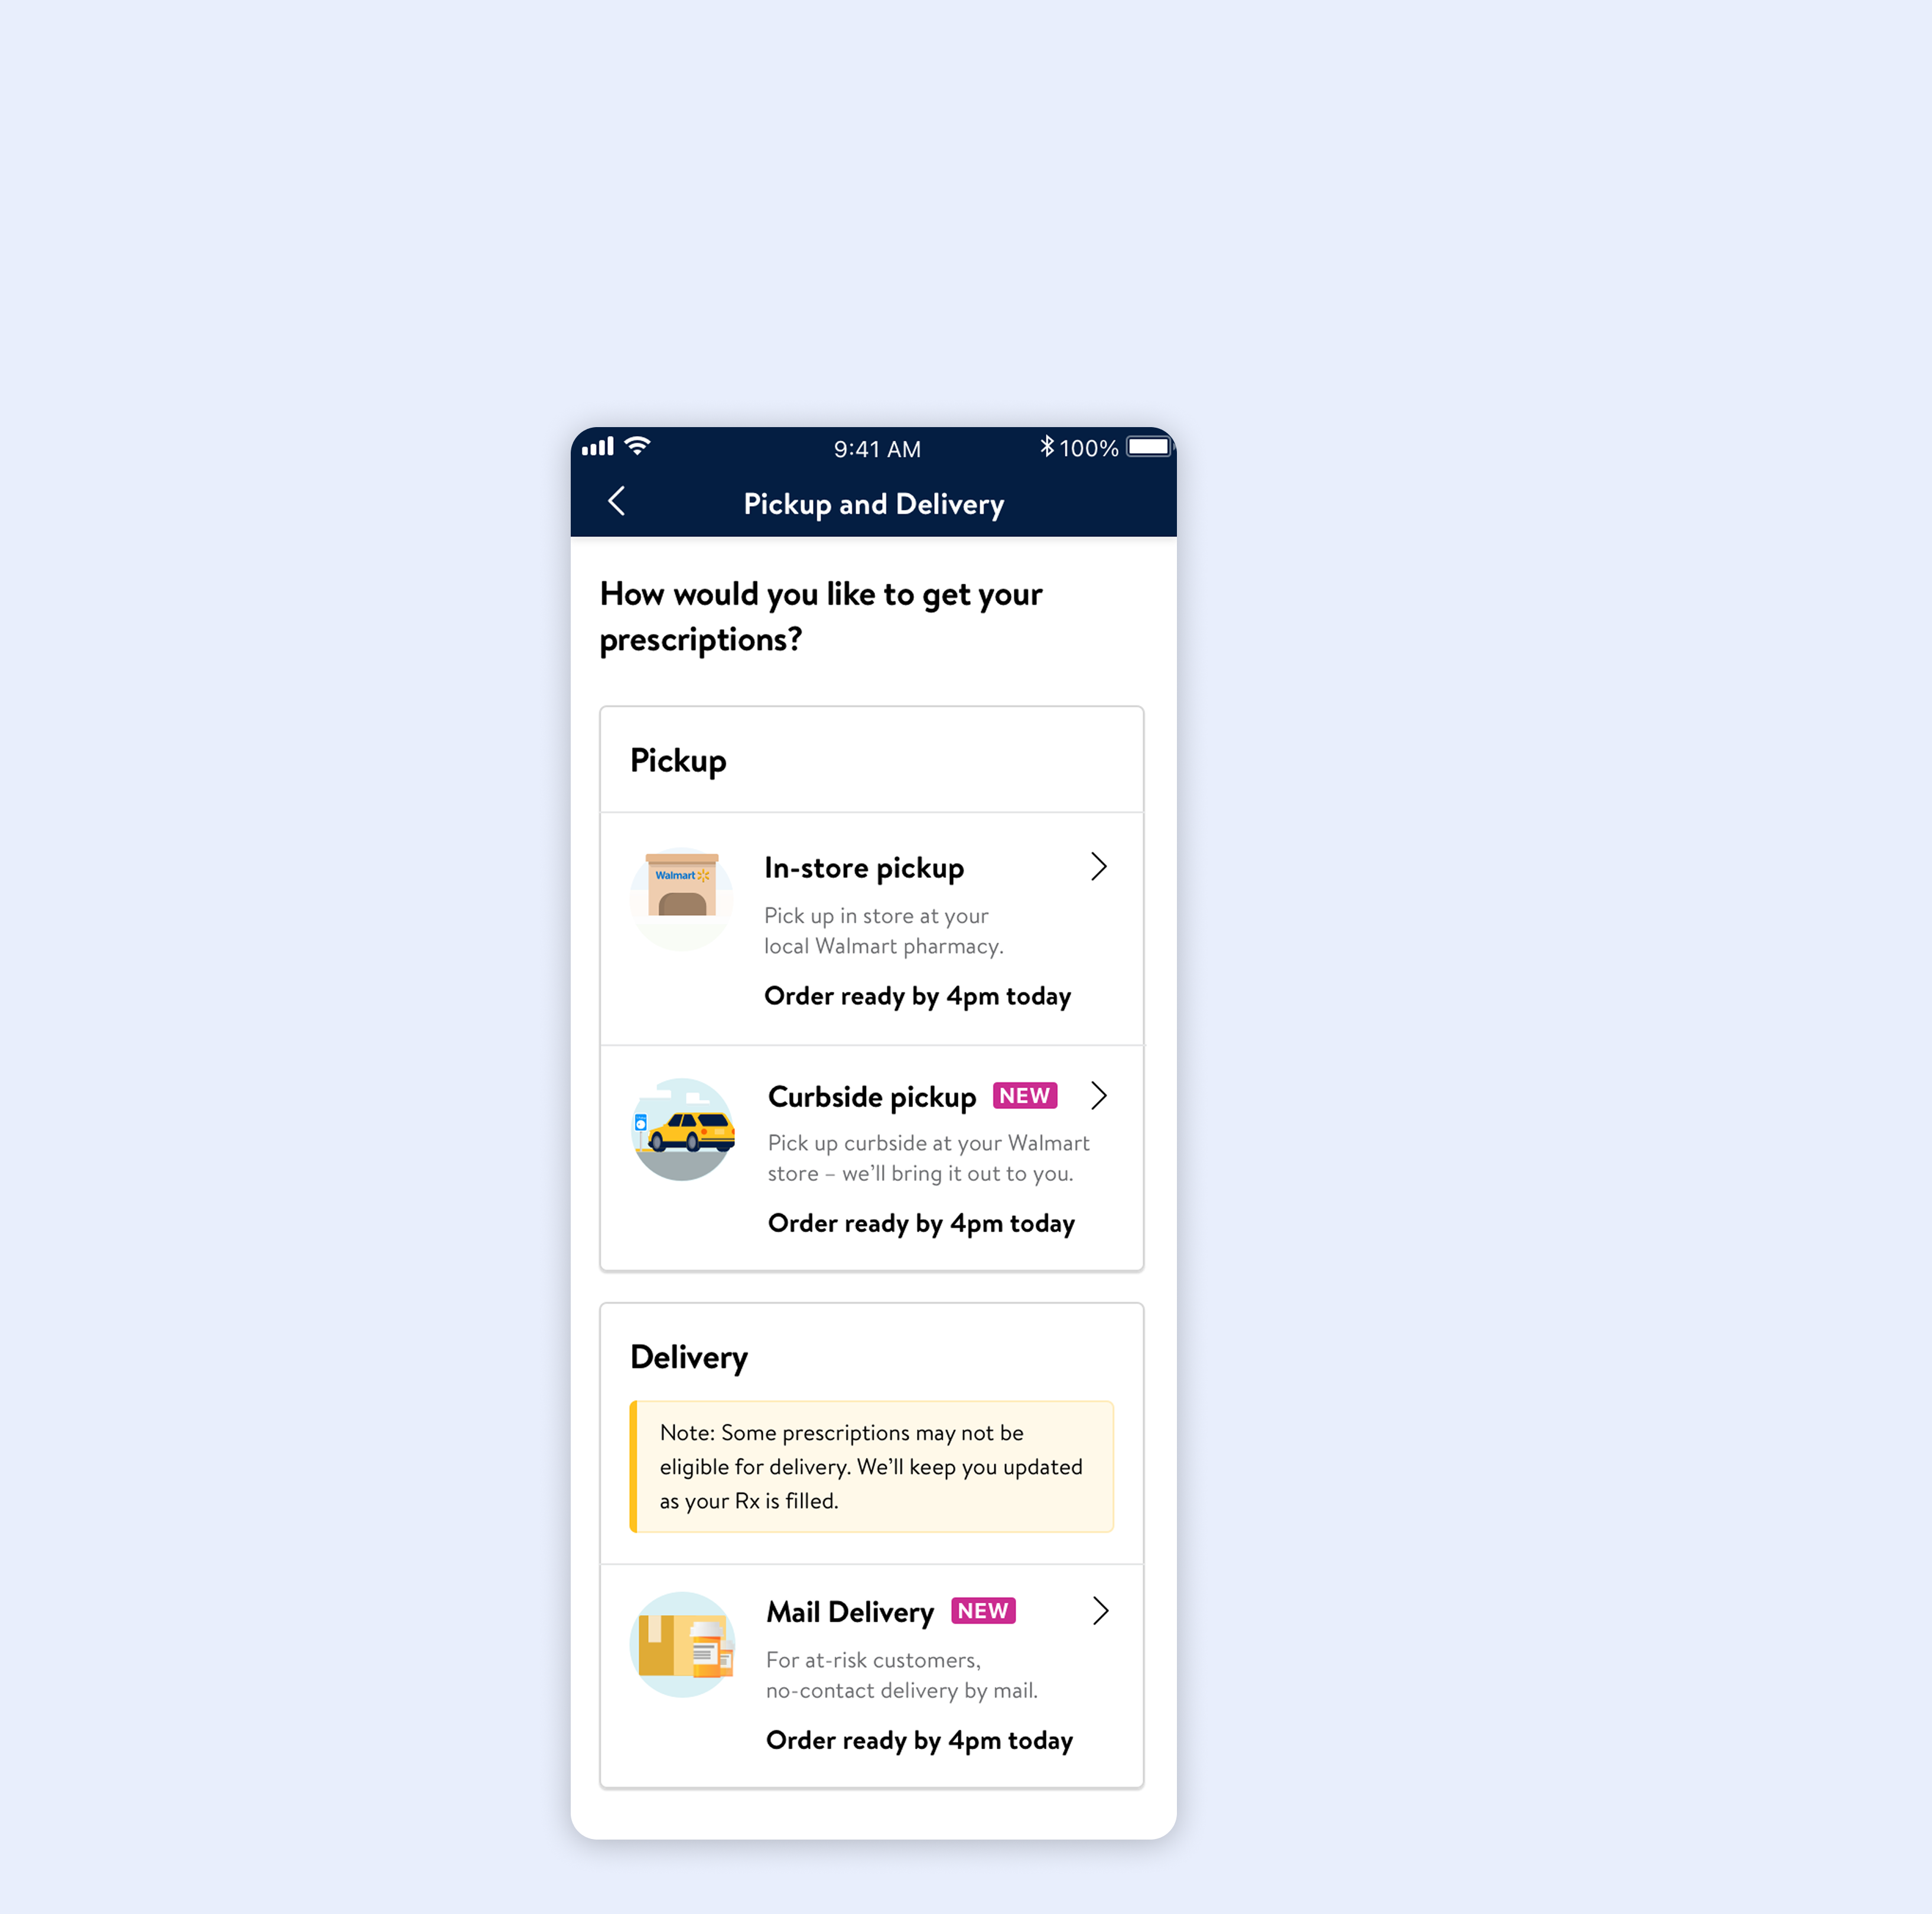 9:41 AM
100%
Pickup and Delivery
How would you like to get your
prescriptions?
Pickup
Walmart
In-store pickup
Pick up in store at your
local Walmart pharmacy.
Order ready by 4pm today
Curbside pickup NEW
Pick up curbside at your Walmart
store – we’ll bring it out to you.
Order ready by 4pm today
Delivery
Note: Some prescriptions may not be
eligible for delivery. We’ll keep you updated
as your Rx is filled.
Mail Delivery NEW
For at-risk customers,
no-contact delivery by mail.
Order ready by 4pm today